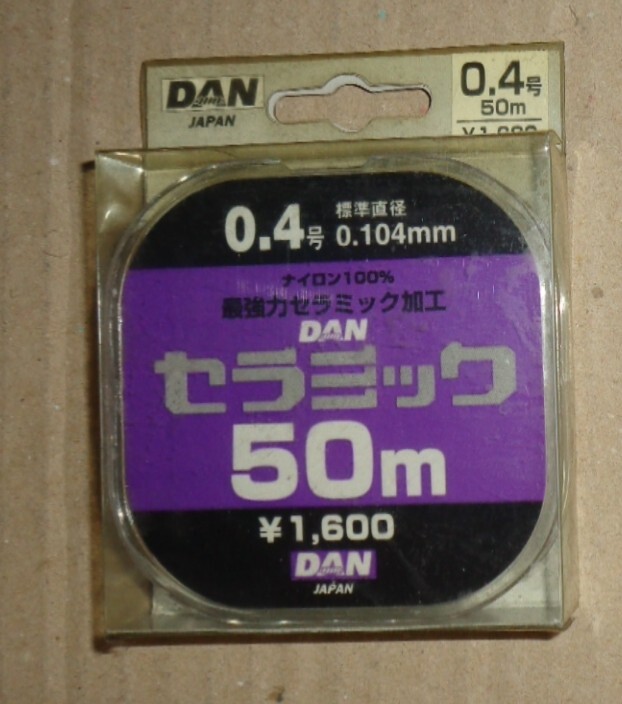 DAN
JAPAN
0.4号
50m
¥1,600
0.4号
標準直径
0.104mm
ナイロン100%
最強力セラミック加工
DAN
セラミック
50m
¥1,600
DAN
JAPAN